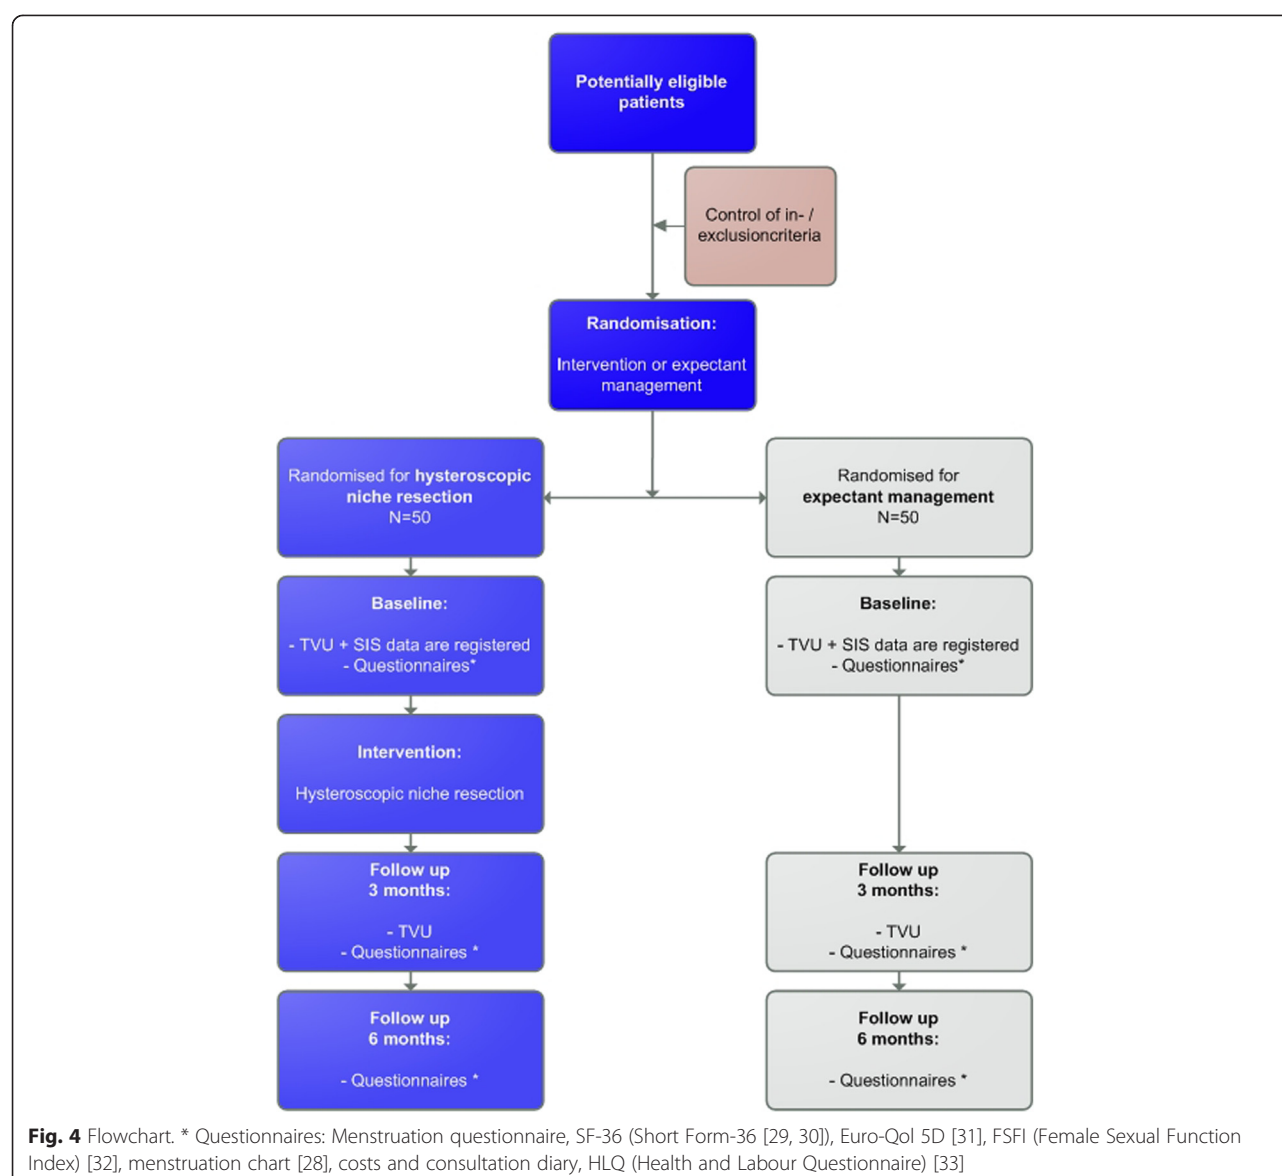 Potentially eligible
patients
Control of in- /
exclusioncriteria
Randomisation:
Intervention or expectant
management
Randomised for hysteroscopic
niche resection
N=50
Randomised for
expectant management
N=50
Baseline:
- TVU + SIS data are registered
- Questionnaires*
Baseline:
- TVU + SIS data are registered
- Questionnaires*
Intervention:
Hysteroscopic niche resection
Follow up
3 months:
- TVU
- Questionnaires *
Follow up
3 months:
- TVU
- Questionnaires *
Follow up
6 months:
- Questionnaires *
Follow up
6 months:
- Questionnaires *
Fig. 4 Flowchart. * Questionnaires: Menstruation questionnaire, SF-36 (Short Form-36 [29, 30]), Euro-Qol 5D [31], FSFI (Female Sexual Function
Index) [32], menstruation chart [28], costs and consultation diary, HLQ (Health and Labour Questionnaire) [33]